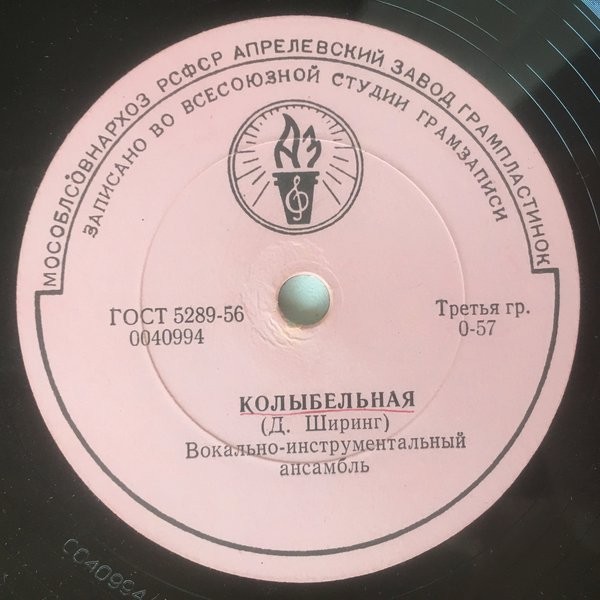 МОСОБЛСОВНАРХОЗ РСФСР АПРЕЛЕВСКИЙ ЗАВОД ГРАМПЛАСТИНОК
ЗАПИСАНО ВО ВСЕСОЮЗНОЙ СТУДИИ ГРАМЗАПИСИ
АЗ
ГОСТ 5289-56
0040994
Третья гр.
0-57
КОЛЫБЕЛЬНАЯ
(Д. Ширинг)
Вокально-инструментальный
ансамбль
0040994